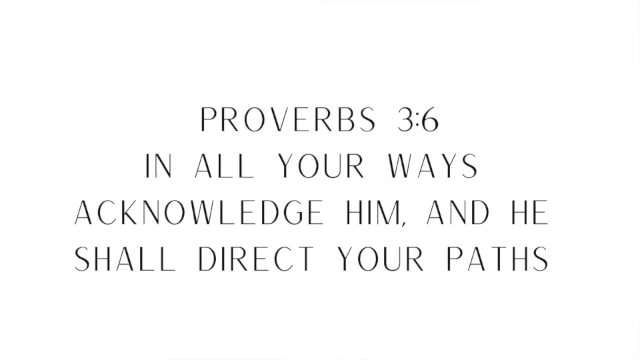 PROVERBS 3:6
IN ALL YOUR WAYS
ACKNOWLEDGE HIM, AND HE
SHALL DIRECT YOUR PATHS